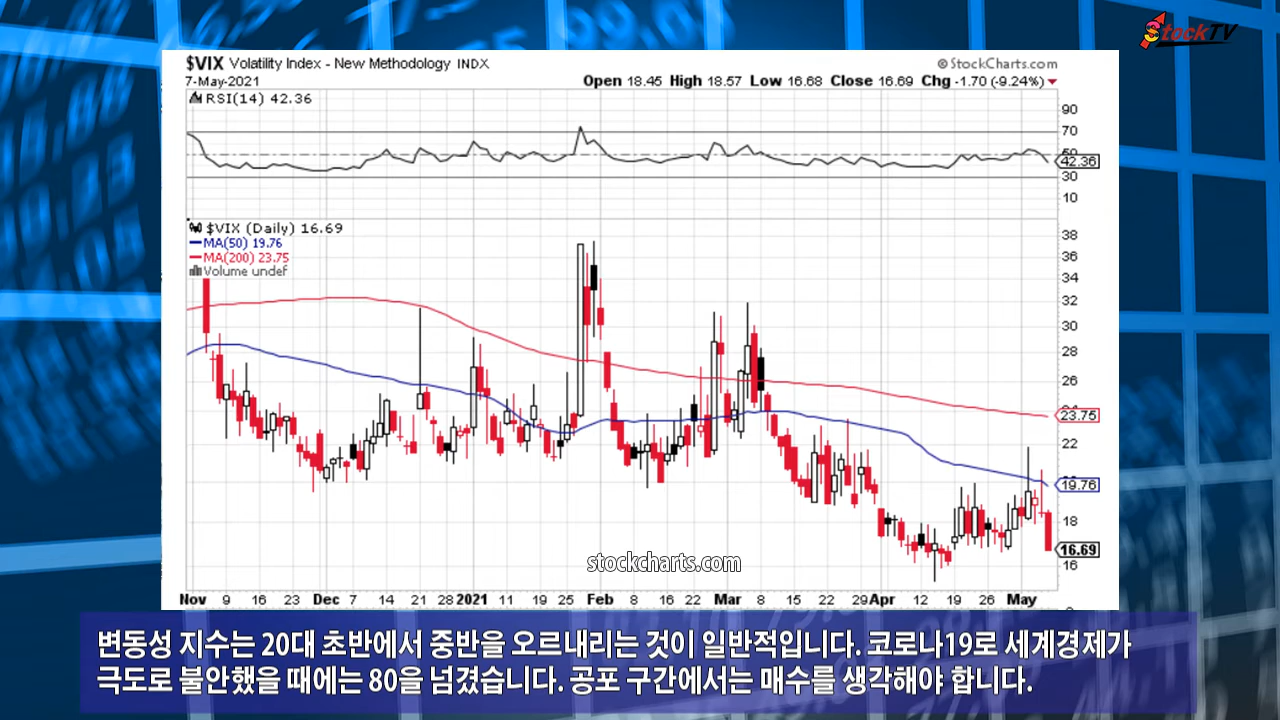 StockTV
$VIX Volatility Index - New Methodology INDX
© StockCharts.com
7-May-2021
Open 18.45 High 18.57 Low 16.68 Close 16.69 Chg -1.70 (-9.24%)
RSI(14) 42.36
90
70
50
42.36
30
10
$VIX (Daily) 16.69
MA(50) 19.76
MA(200) 23.75
Volume undef
38
36
34
32
30
28
26
24
23.75
22
19.76
18
16.69
16
stockcharts.com
Nov 9 16 23 Dec 7 14 21 28 2021 11 19 25 Feb 8 16 22 Mar 8 15 22 29 Apr 12 19 26 May
변동성 지수는 20대 초반에서 중반을 오르내리는 것이 일반적입니다. 코로나19로 세계경제가
극도로 불안했을 때에는 80을 넘겼습니다. 공포 구간에서는 매수를 생각해야 합니다.